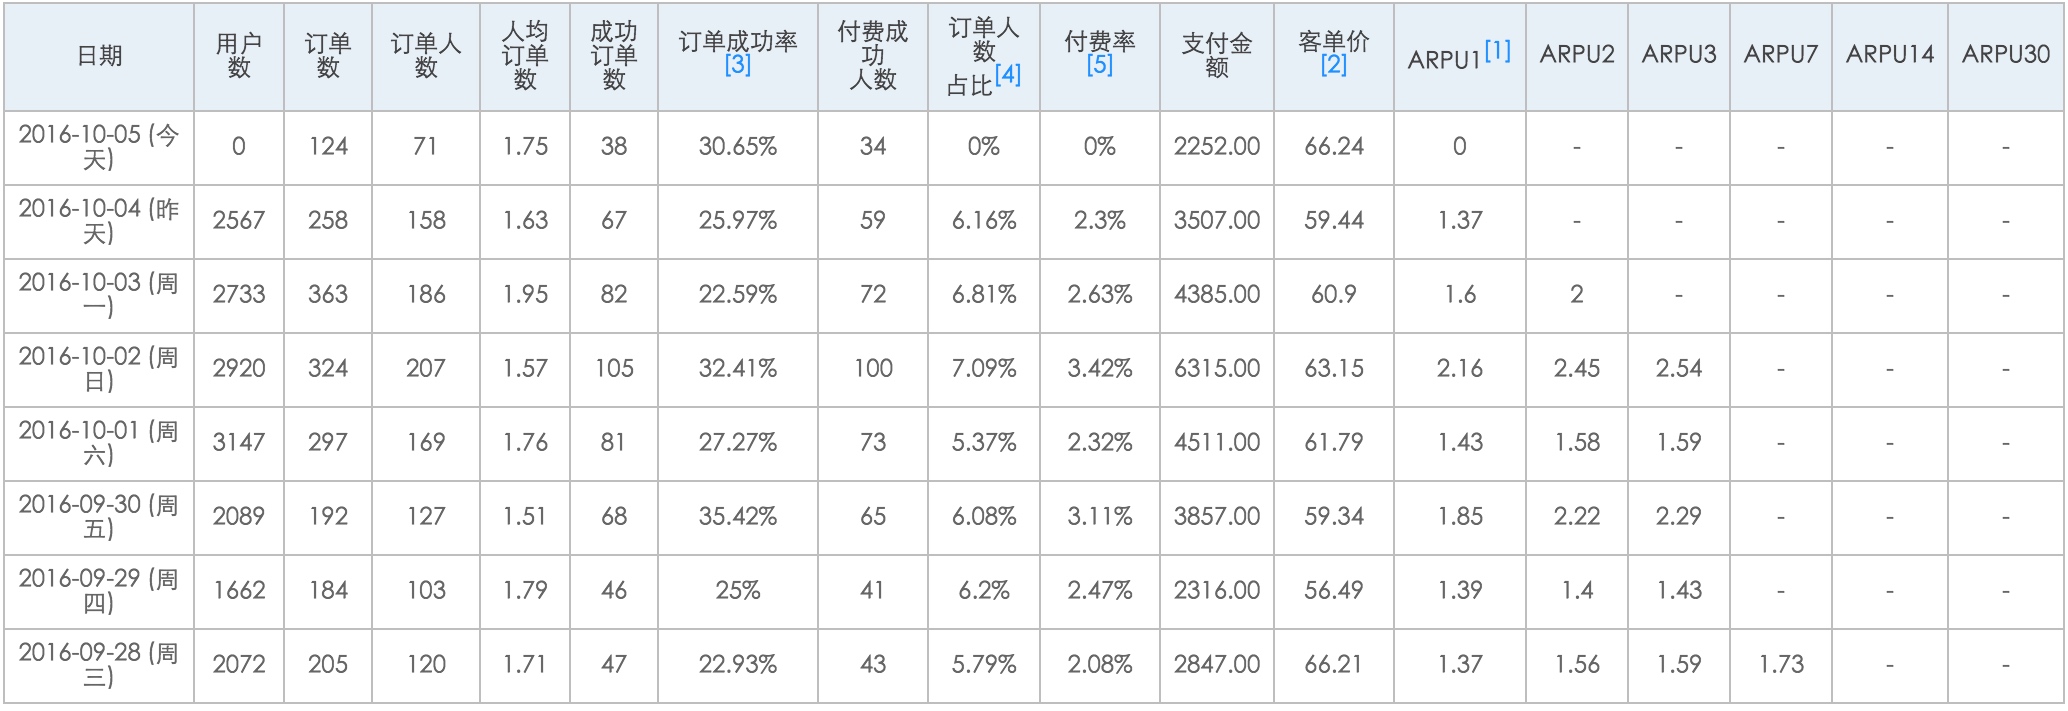 日期 用户数 订单数 订单人数 人均订单数 成功订单数 订单成功率[3] 付费成功人数 订单人数占比[4] 付费率[5] 支付金额 客单价[2] ARPU1[1] ARPU2 ARPU3 ARPU7 ARPU14 ARPU30
2016-10-05 (今天) 0 124 71 1.75 38 30.65% 34 0% 0% 2252.00 66.24 0 - - - - -
2016-10-04 (昨天) 2567 258 158 1.63 67 25.97% 59 6.16% 2.3% 3507.00 59.44 1.37 - - - - -
2016-10-03 (周一) 2733 363 186 1.95 82 22.59% 72 6.81% 2.63% 4385.00 60.9 1.6 2 - - - -
2016-10-02 (周日) 2920 324 207 1.57 105 32.41% 100 7.09% 3.42% 6315.00 63.15 2.16 2.45 2.54 - - -
2016-10-01 (周六) 3147 297 169 1.76 81 27.27% 73 5.37% 2.32% 4511.00 61.79 1.43 1.58 1.59 - - -
2016-09-30 (周五) 2089 192 127 1.51 68 35.42% 65 6.08% 3.11% 3857.00 59.34 1.85 2.22 2.29 - - -
2016-09-29 (周四) 1662 184 103 1.79 46 25% 41 6.2% 2.47% 2316.00 56.49 1.39 1.4 1.43 - - -
2016-09-28 (周三) 2072 205 120 1.71 47 22.93% 43 5.79% 2.08% 2847.00 66.21 1.37 1.56 1.59 1.73 - -